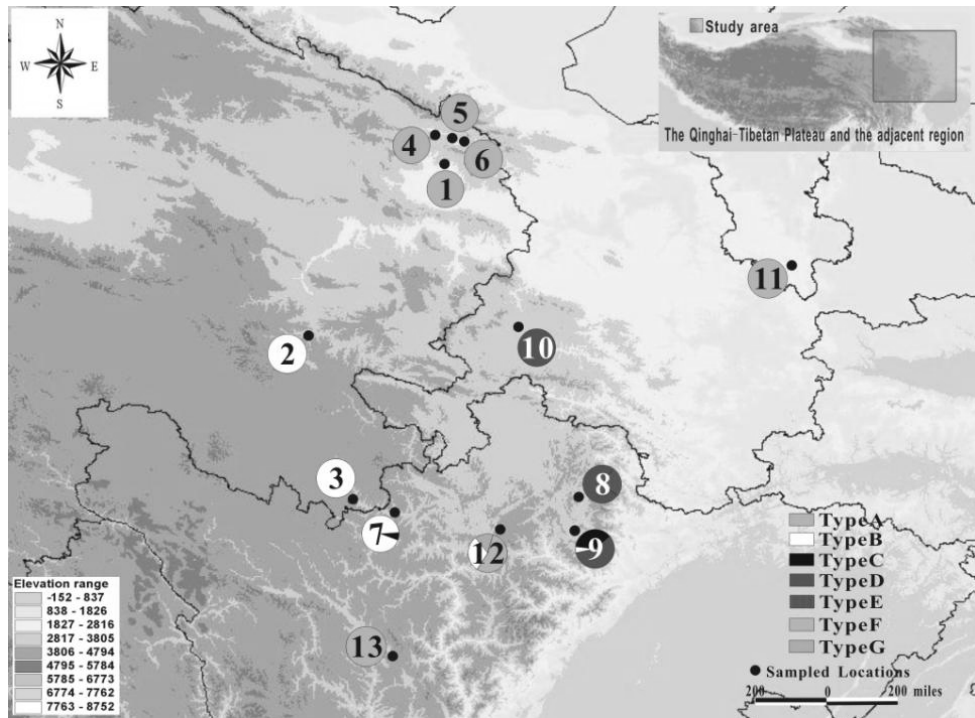 N
W E
S
Study area
The Qinghai-Tibetan Plateau and the adjacent region
5
4
6
1
11
2
10
3
8
7
12
9
13
TypeA
TypeB
TypeC
TypeD
TypeE
TypeF
TypeG
Sampled Locations
200 0 200 miles
Elevation range
-152 - 837
838 - 1826
1827 - 2816
2817 - 3805
3806 - 4794
4795 - 5784
5785 - 6773
6774 - 7762
7763 - 8752